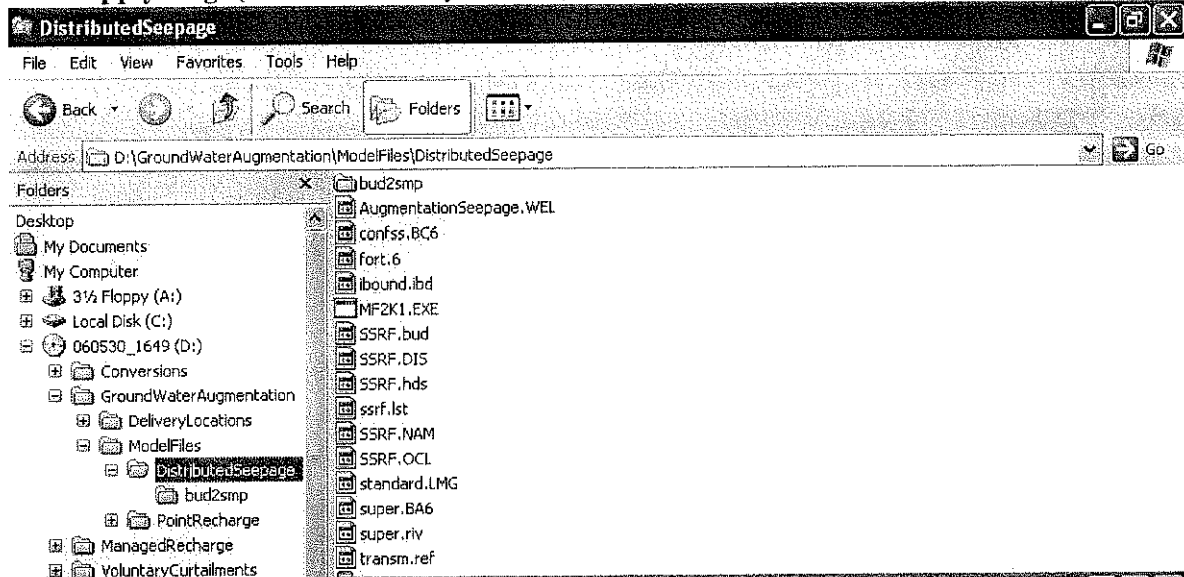 DistributedSeepage
File Edit View Favorites Tools Help
Back Search Folders
Address D:\GroundWaterAugmentation\ModelFiles\DistributedSeepage Go
Folders
Desktop
My Documents
My Computer
3½ Floppy (A:)
Local Disk (C:)
060530_1649 (D:)
Conversions
GroundWaterAugmentation
DeliveryLocations
ModelFiles
DistributedSeepage
bud2smp
PointRecharge
ManagedRecharge
VoluntaryCurtailments
bud2smp
AugmentationSeepage.WEL
confss.BC6
fort.6
ibound.ibd
MF2K1.EXE
SSRF.bud
SSRF.DIS
SSRF.hds
ssrf.lst
SSRF.NAM
SSRF.OCL
standard.LMG
super.BA6
super.riv
transm.ref